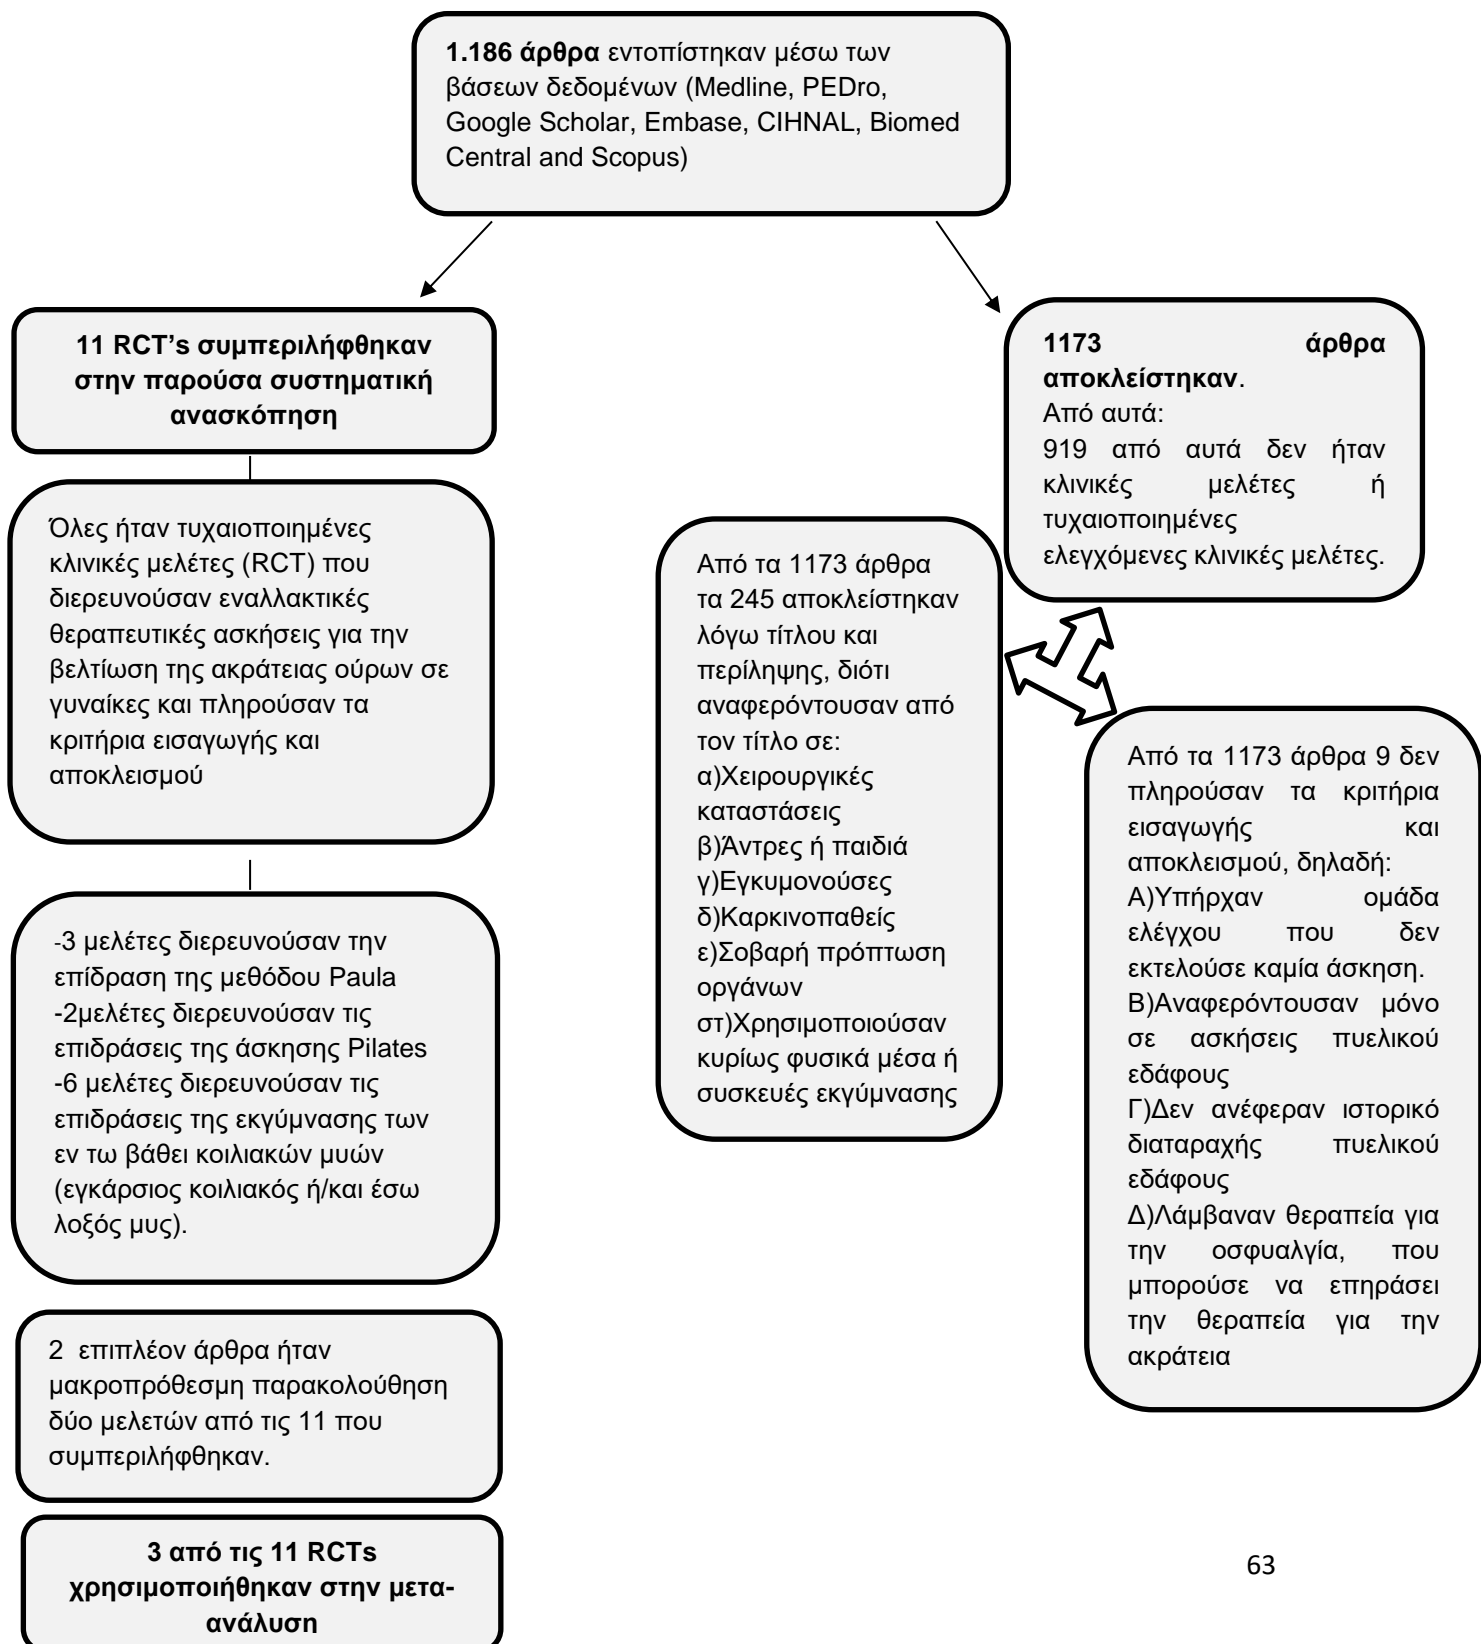 1.186 άρθρα εντοπίστηκαν μέσω των
βάσεων δεδομένων (Medline, PEDro,
Google Scholar, Embase, CIHNAL, Biomed
Central and Scopus)
11 RCT’s συμπεριλήφθηκαν
στην παρούσα συστηματική
ανασκόπηση
Όλες ήταν τυχαιοποιημένες
κλινικές μελέτες (RCT) που
διερευνούσαν εναλλακτικές
θεραπευτικές ασκήσεις για την
βελτίωση της ακράτειας ούρων σε
γυναίκες και πληρούσαν τα
κριτήρια εισαγωγής και
αποκλεισμού
-3 μελέτες διερευνούσαν την
επίδραση της μεθόδου Paula
-2μελέτες διερευνούσαν τις
επιδράσεις της άσκησης Pilates
-6 μελέτες διερευνούσαν τις
επιδράσεις της εκγύμνασης των
εν τω βάθει κοιλιακών μυών
(εγκάρσιος κοιλιακός ή/και έσω
λοξός μυς).
2 επιπλέον άρθρα ήταν
μακροπρόθεσμη παρακολούθηση
δύο μελετών από τις 11 που
συμπεριλήφθηκαν.
3 από τις 11 RCTs
χρησιμοποιήθηκαν στην μετα-
ανάλυση
1173 άρθρα
αποκλείστηκαν.
Από αυτά:
919 από αυτά δεν ήταν
κλινικές μελέτες ή
τυχαιοποιημένες
ελεγχόμενες κλινικές μελέτες.
Από τα 1173 άρθρα
τα 245 αποκλείστηκαν
λόγω τίτλου και
περίληψης, διότι
αναφερόντουσαν από
τον τίτλο σε:
α)Χειρουργικές
καταστάσεις
β)Άντρες ή παιδιά
γ)Εγκυμονούσες
δ)Καρκινοπαθείς
ε)Σοβαρή πρόπτωση
οργάνων
στ)Χρησιμοποιούσαν
κυρίως φυσικά μέσα ή
συσκευές εκγύμνασης
Από τα 1173 άρθρα 9 δεν
πληρούσαν τα κριτήρια
εισαγωγής και
αποκλεισμού, δηλαδή:
Α)Υπήρχαν ομάδα
ελέγχου που δεν
εκτελούσε καμία άσκηση.
Β)Αναφερόντουσαν μόνο
σε ασκήσεις πυελικού
εδάφους
Γ)Δεν ανέφεραν ιστορικό
διαταραχής πυελικού
εδάφους
Δ)Λάμβαναν θεραπεία για
την οσφυαλγία, που
μπορούσε να επηράσει
την θεραπεία για την
ακράτεια
63